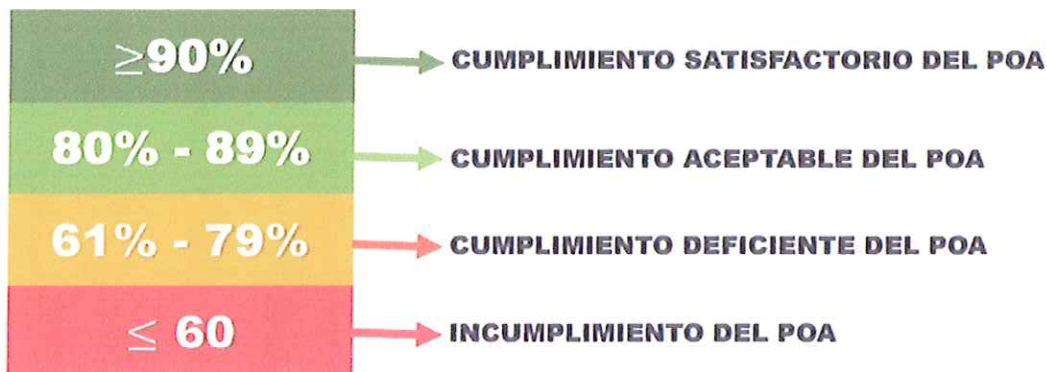 ≥90% CUMPLIMIENTO SATISFACTORIO DEL POA
80% - 89% CUMPLIMIENTO ACEPTABLE DEL POA
61% - 79% CUMPLIMIENTO DEFICIENTE DEL POA
≤ 60 INCUMPLIMIENTO DEL POA